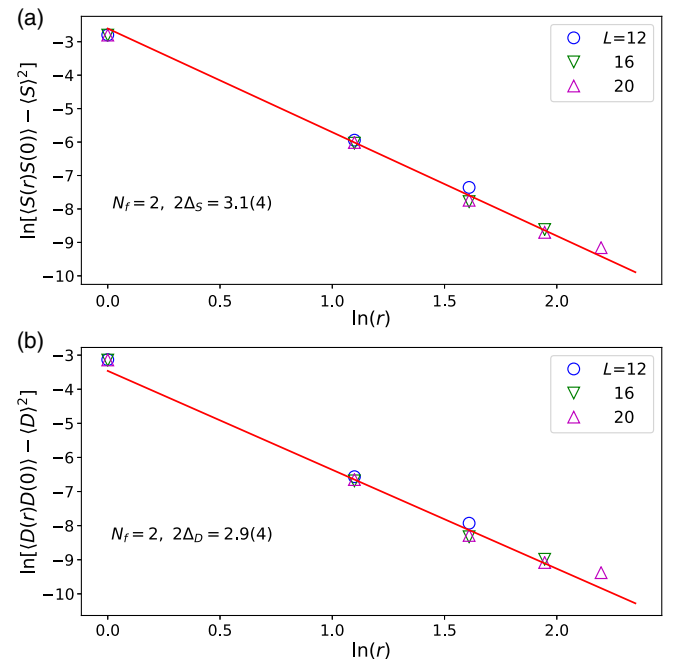 (a)
ln[⟨S(r)S(0)⟩ − ⟨S⟩²]
−3
−4
−5
−6
−7
−8
−9
−10
L=12
16
20
N_f = 2, 2Δ_S = 3.1(4)
0.0 0.5 1.0 1.5 2.0
ln(r)
(b)
ln[⟨D(r)D(0)⟩ − ⟨D⟩²]
−3
−4
−5
−6
−7
−8
−9
−10
L=12
16
20
N_f = 2, 2Δ_D = 2.9(4)
0.0 0.5 1.0 1.5 2.0
ln(r)